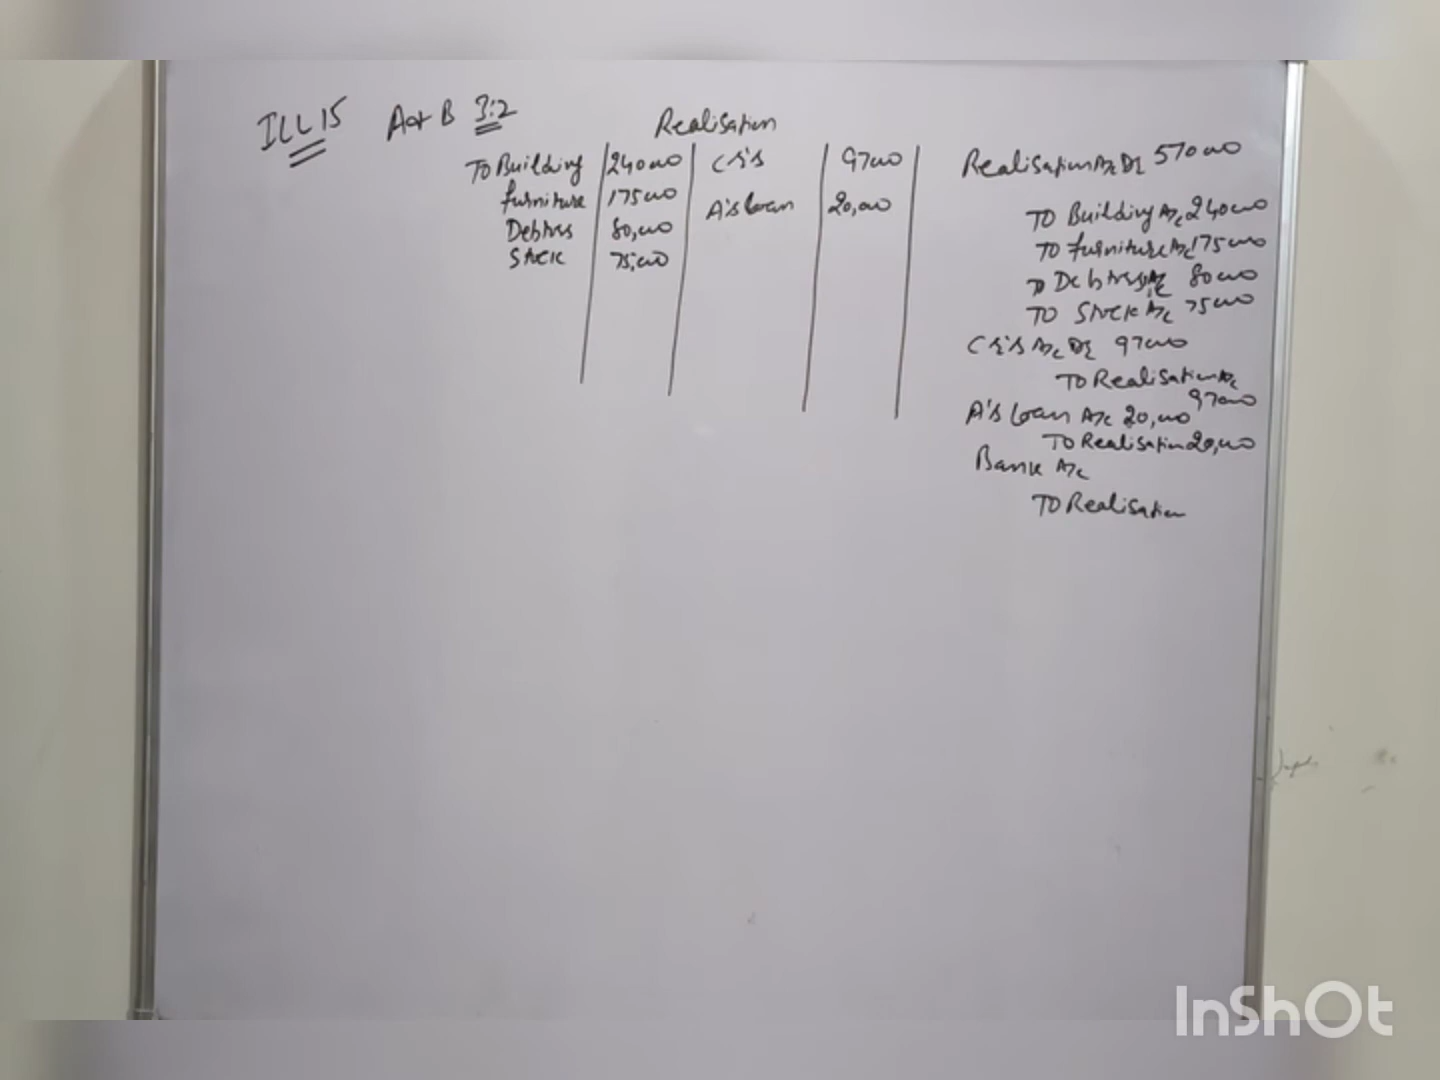 ILL 15 A & B 3:2
Realisation
To Building 240000 Crs 97000
Furniture 175000 A's loan 20,000
Debtors 80,000
Stock 75,000
Realisation A/c Dr 570000
TO Building A/c 240000
TO Furniture A/c 175000
To Debtors A/c 80000
TO Stock A/c 75000
Cr's A/c Dr 97000
TO Realisation A/c
97000
A's loan A/c 20,000
TO Realisation 20,000
Bank A/c
TO Realisation
InShOt